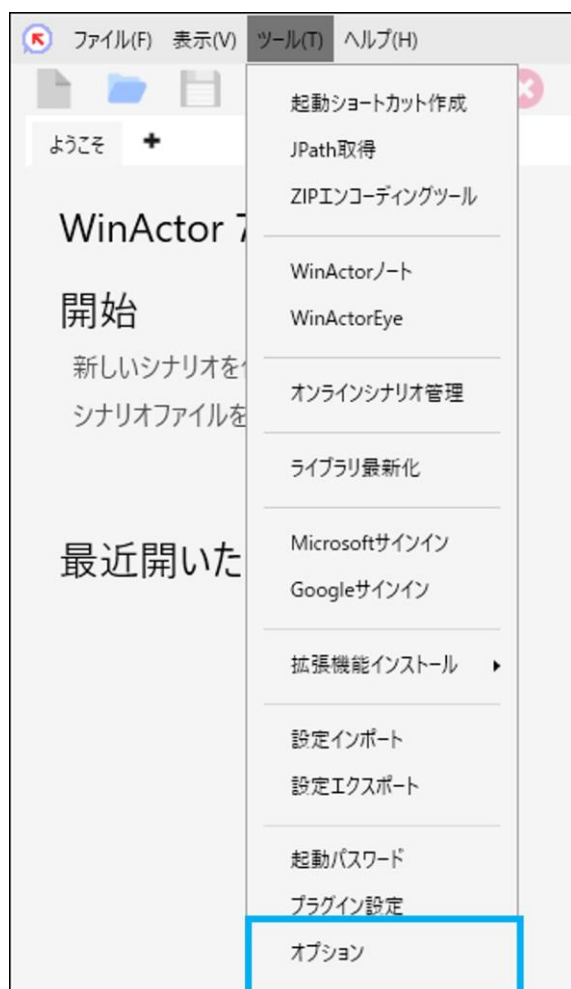 ファイル(F) 表示(V) ツール(T) ヘルプ(H)
ようこそ
WinActor 7
開始
新しいシナリオを
シナリオファイルを
最近開いた
起動ショートカット作成
JPath取得
ZIPエンコーディングツール
WinActorノート
WinActorEye
オンラインシナリオ管理
ライブラリ最新化
Microsoftサインイン
Googleサインイン
拡張機能インストール
設定インポート
設定エクスポート
起動パスワード
プラグイン設定
オプション